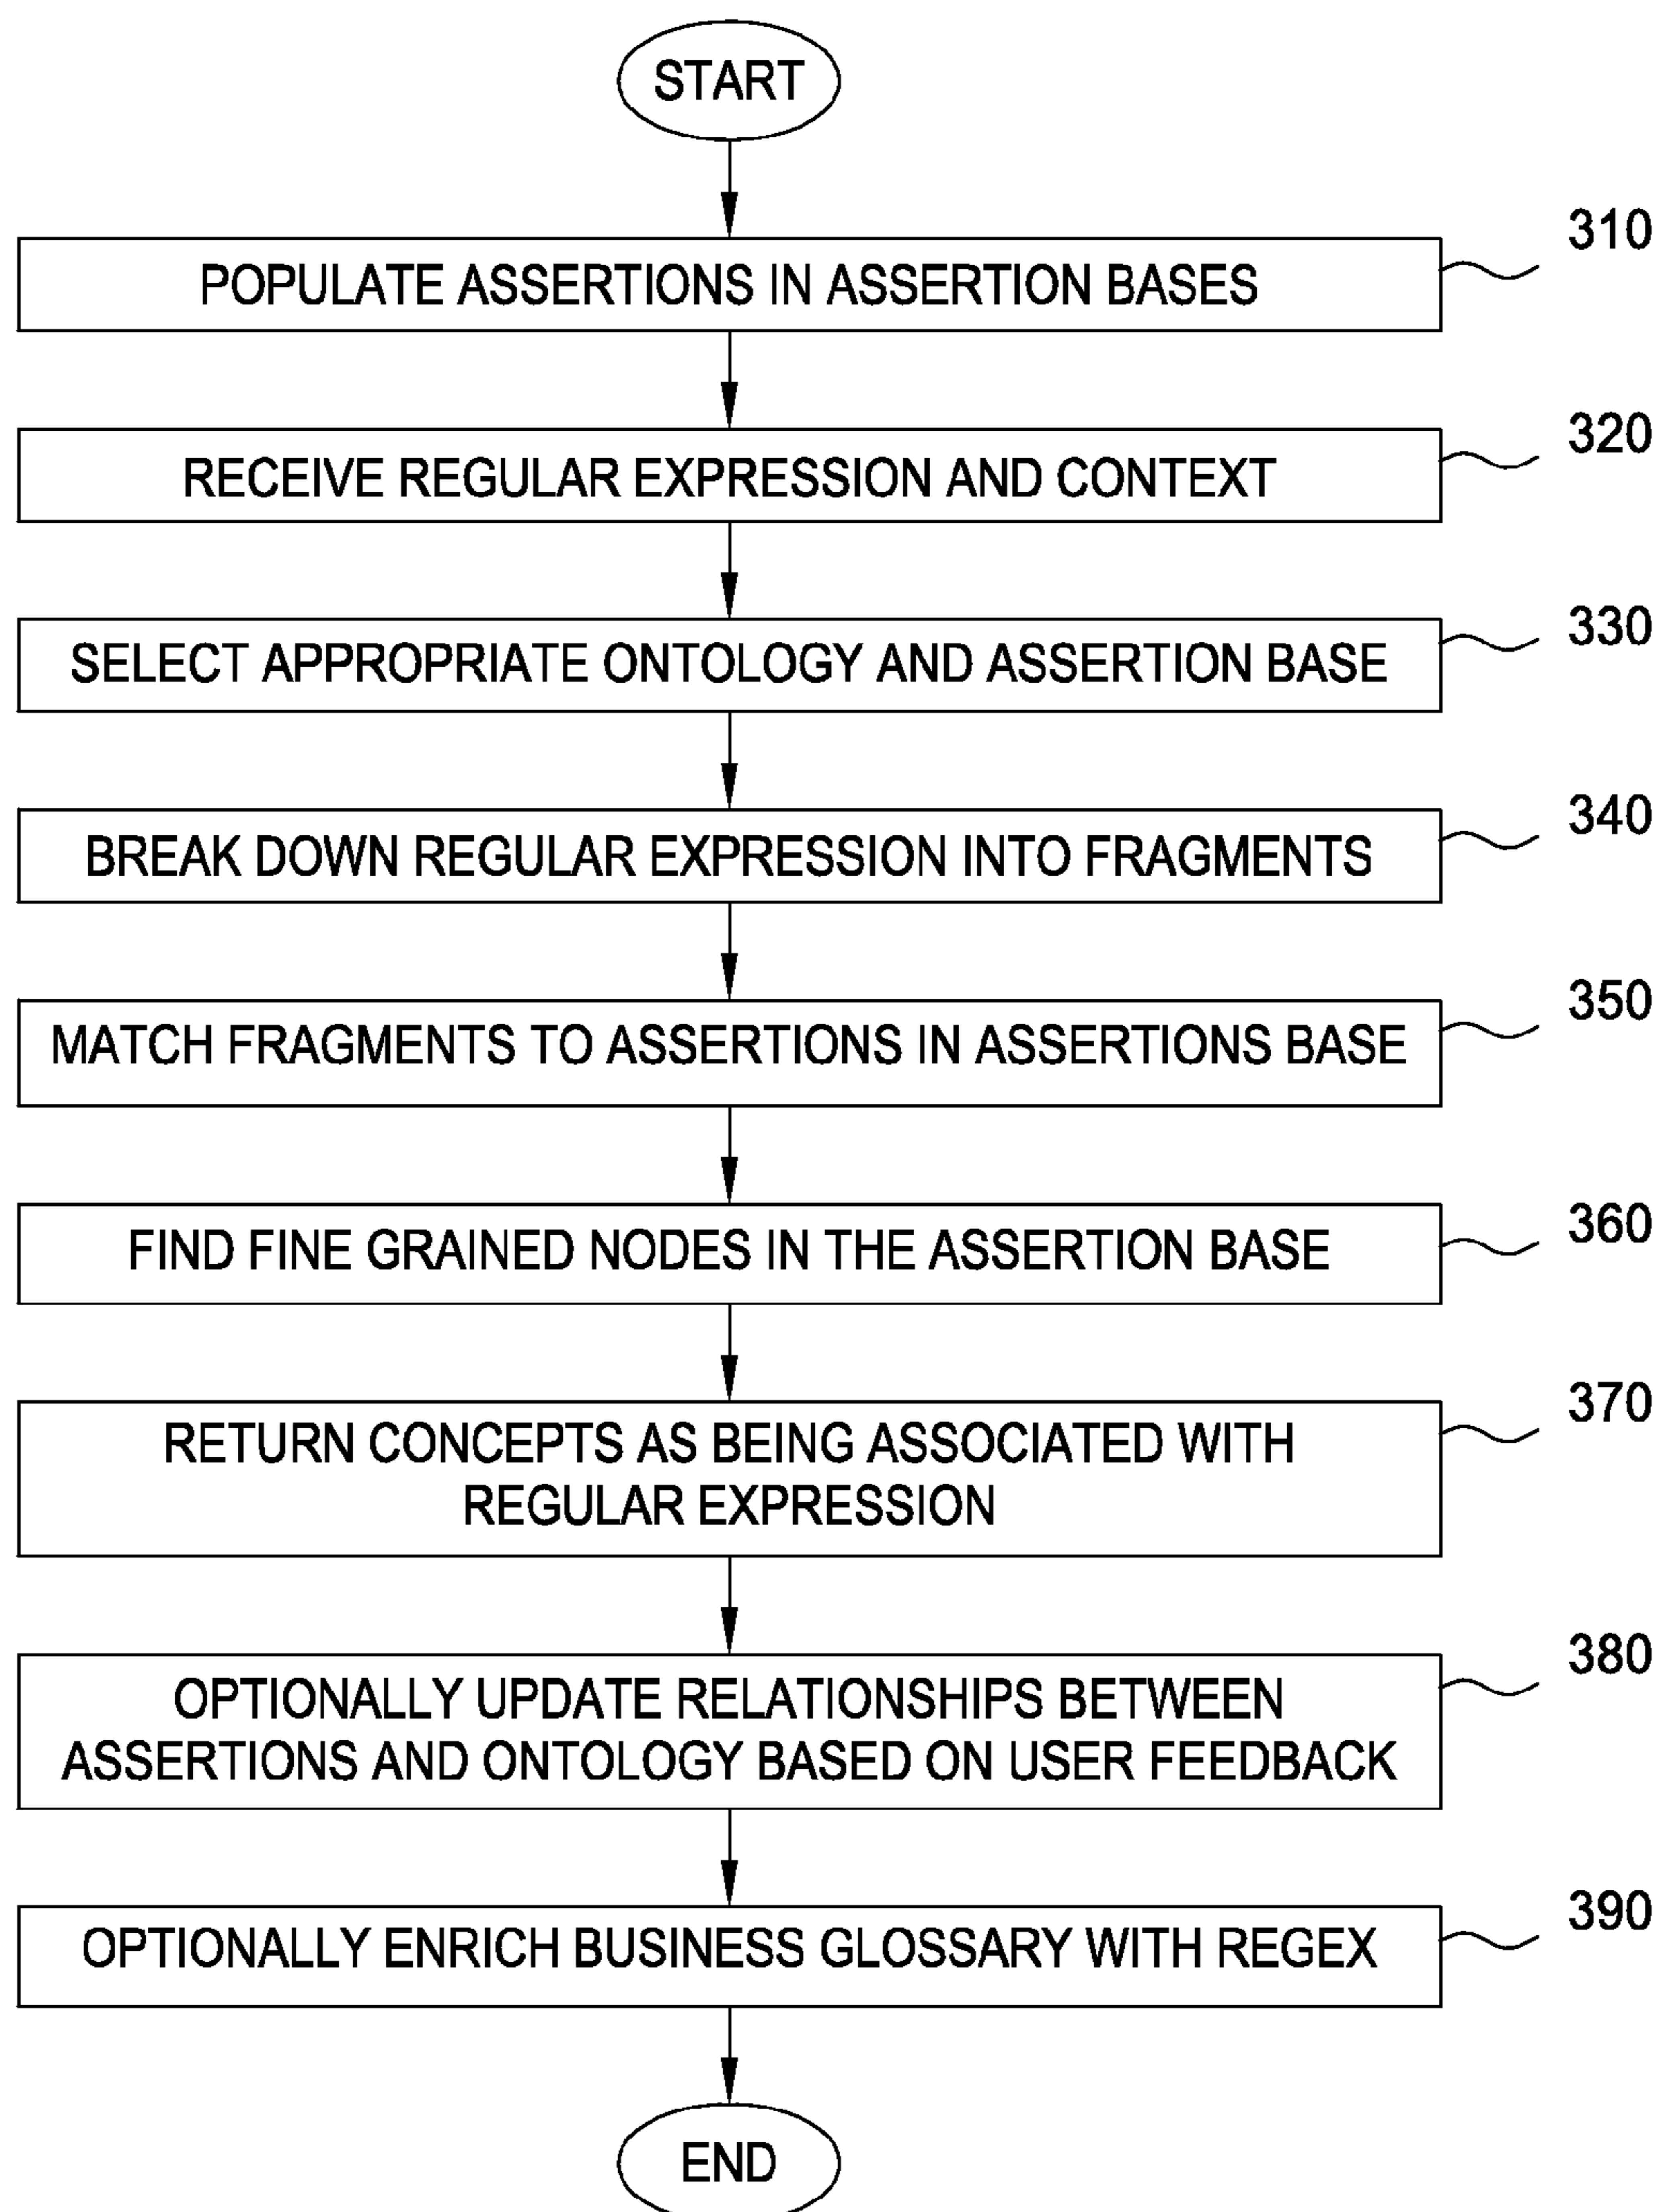 START
310
POPULATE ASSERTIONS IN ASSERTION BASES
320
RECEIVE REGULAR EXPRESSION AND CONTEXT
330
SELECT APPROPRIATE ONTOLOGY AND ASSERTION BASE
340
BREAK DOWN REGULAR EXPRESSION INTO FRAGMENTS
350
MATCH FRAGMENTS TO ASSERTIONS IN ASSERTIONS BASE
360
FIND FINE GRAINED NODES IN THE ASSERTION BASE
370
RETURN CONCEPTS AS BEING ASSOCIATED WITH
REGULAR EXPRESSION
380
OPTIONALLY UPDATE RELATIONSHIPS BETWEEN
ASSERTIONS AND ONTOLOGY BASED ON USER FEEDBACK
390
OPTIONALLY ENRICH BUSINESS GLOSSARY WITH REGEX
END